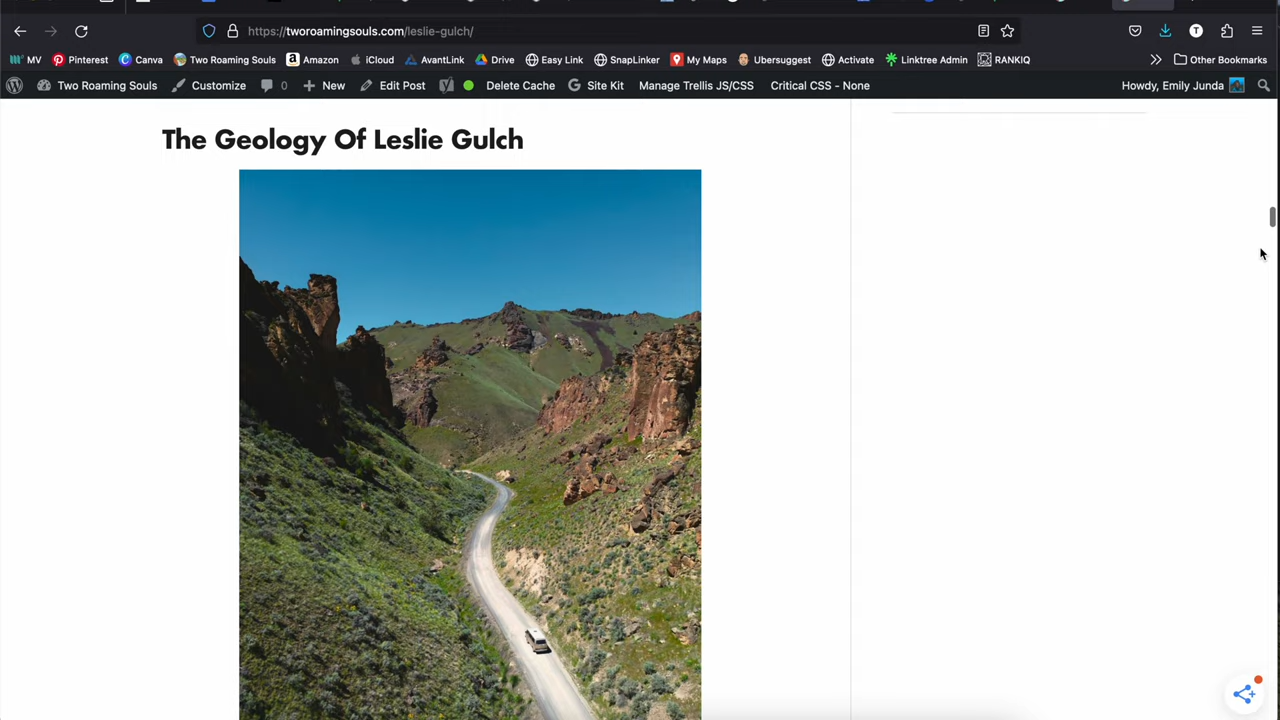 https://tworoamingsouls.com/leslie-gulch/
MV Pinterest Canva Two Roaming Souls Amazon iCloud AvantLink Drive Easy Link SnapLinker My Maps Ubersuggest Activate Linktree Admin RANKIQ Other Bookmarks
Two Roaming Souls Customize 0 New Edit Post Delete Cache Site Kit Manage Trellis JS/CSS Critical CSS - None Howdy, Emily Junda
The Geology Of Leslie Gulch